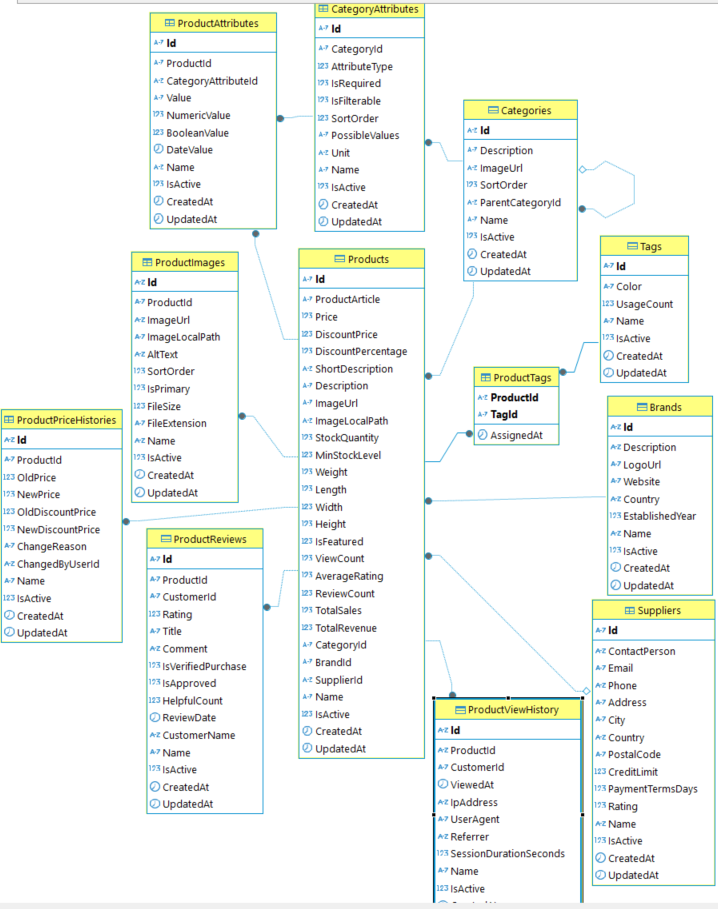 ProductAttributes
Id
ProductId
CategoryAttributeId
Value
NumericValue
BooleanValue
DateValue
Name
IsActive
CreatedAt
UpdatedAt
CategoryAttributes
Id
CategoryId
AttributeType
IsRequired
IsFilterable
SortOrder
PossibleValues
Unit
Name
IsActive
CreatedAt
UpdatedAt
Categories
Id
Description
ImageUrl
SortOrder
ParentCategoryId
Name
IsActive
CreatedAt
UpdatedAt
Tags
Id
Color
UsageCount
Name
IsActive
CreatedAt
UpdatedAt
ProductImages
Id
ProductId
ImageUrl
ImageLocalPath
AltText
SortOrder
IsPrimary
FileSize
FileExtension
Name
IsActive
CreatedAt
UpdatedAt
Products
Id
ProductArticle
Price
DiscountPrice
DiscountPercentage
ShortDescription
Description
ImageUrl
ImageLocalPath
StockQuantity
MinStockLevel
Weight
Length
Width
Height
IsFeatured
ViewCount
AverageRating
ReviewCount
TotalSales
TotalRevenue
CategoryId
BrandId
SupplierId
Name
IsActive
CreatedAt
UpdatedAt
ProductTags
ProductId
TagId
AssignedAt
Brands
Id
Description
LogoUrl
Website
Country
EstablishedYear
Name
IsActive
CreatedAt
UpdatedAt
ProductPriceHistories
Id
ProductId
OldPrice
NewPrice
OldDiscountPrice
NewDiscountPrice
ChangeReason
ChangedByUserId
Name
IsActive
CreatedAt
UpdatedAt
ProductReviews
Id
ProductId
CustomerId
Rating
Title
Comment
IsVerifiedPurchase
IsApproved
HelpfulCount
ReviewDate
CustomerName
Name
IsActive
CreatedAt
UpdatedAt
Suppliers
Id
ContactPerson
Email
Phone
Address
City
Country
PostalCode
CreditLimit
PaymentTermsDays
Rating
Name
IsActive
CreatedAt
UpdatedAt
ProductViewHistory
Id
ProductId
CustomerId
ViewedAt
IpAddress
UserAgent
Referrer
SessionDurationSeconds
Name
IsActive